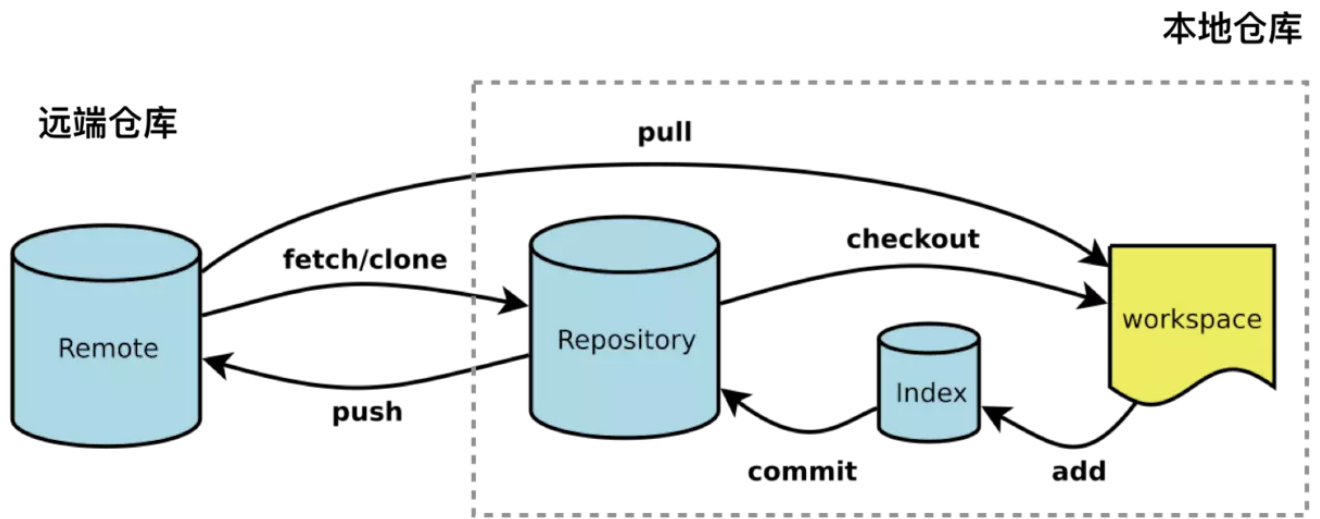 本地仓库
远端仓库
pull
fetch/clone
checkout
Remote
Repository
workspace
Index
push
commit
add